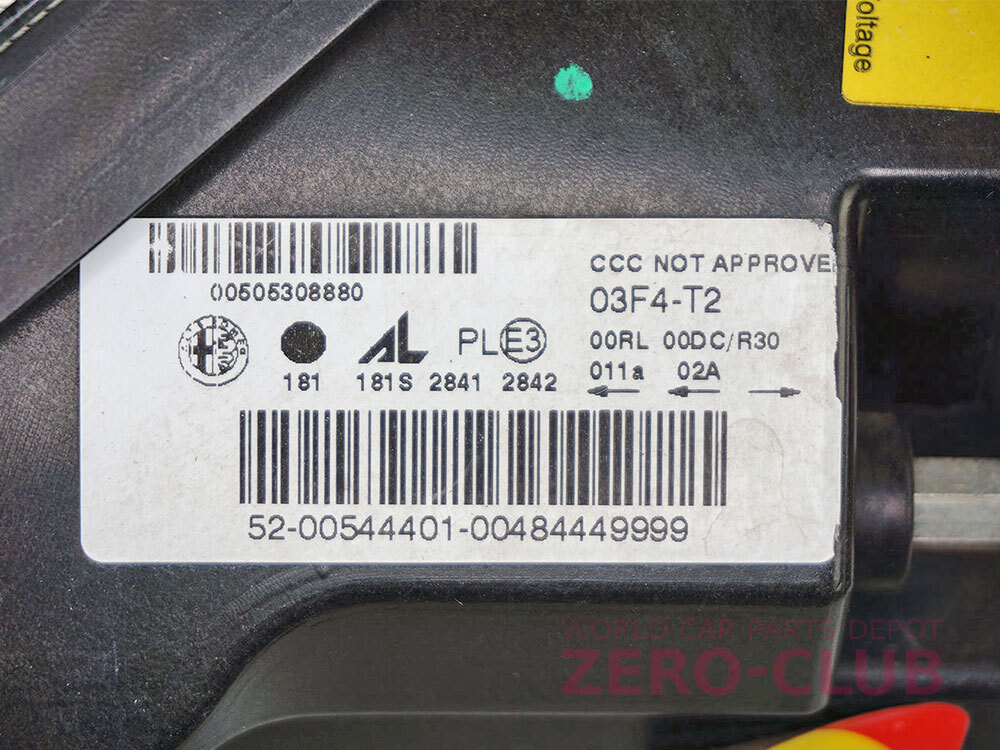 oltage
CCC NOT APPROVE
00505308880
03F4-T2
AL PL E3
00RL 00DC/R30
181 181S 2841 2842
011a 02A
52-00544401-00484449999
WORLD CAR PARTS DEPOT
ZERO-CLUB